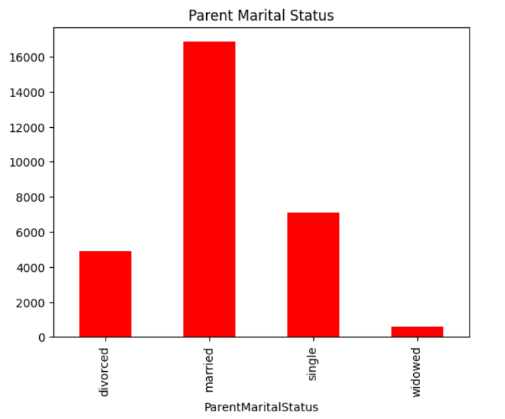 Parent Marital Status
16000
14000
12000
10000
8000
6000
4000
2000
0
divorced
married
single
widowed
ParentMaritalStatus